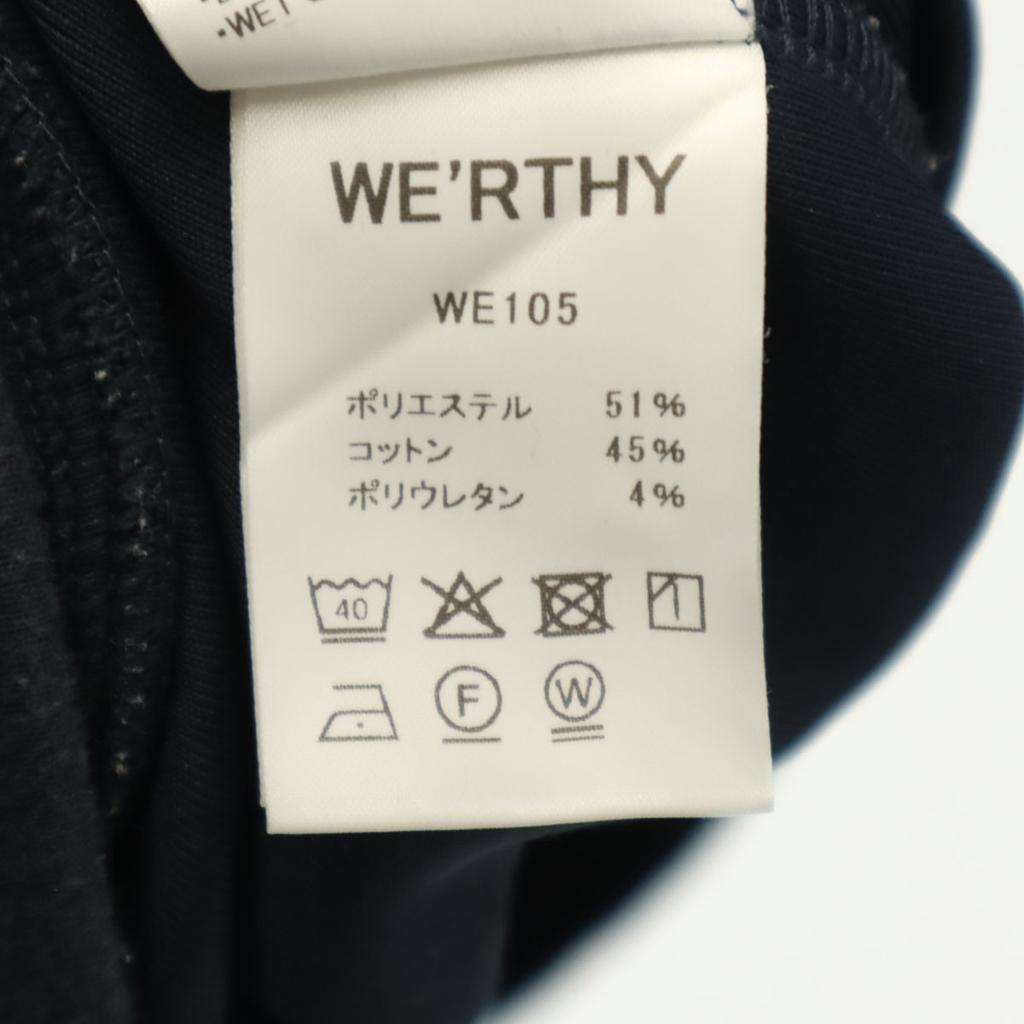 ·WET
WE'RTHY
WE105
ポリエステル 51%
コットン 45%
ポリウレタン 4%
40
F
W